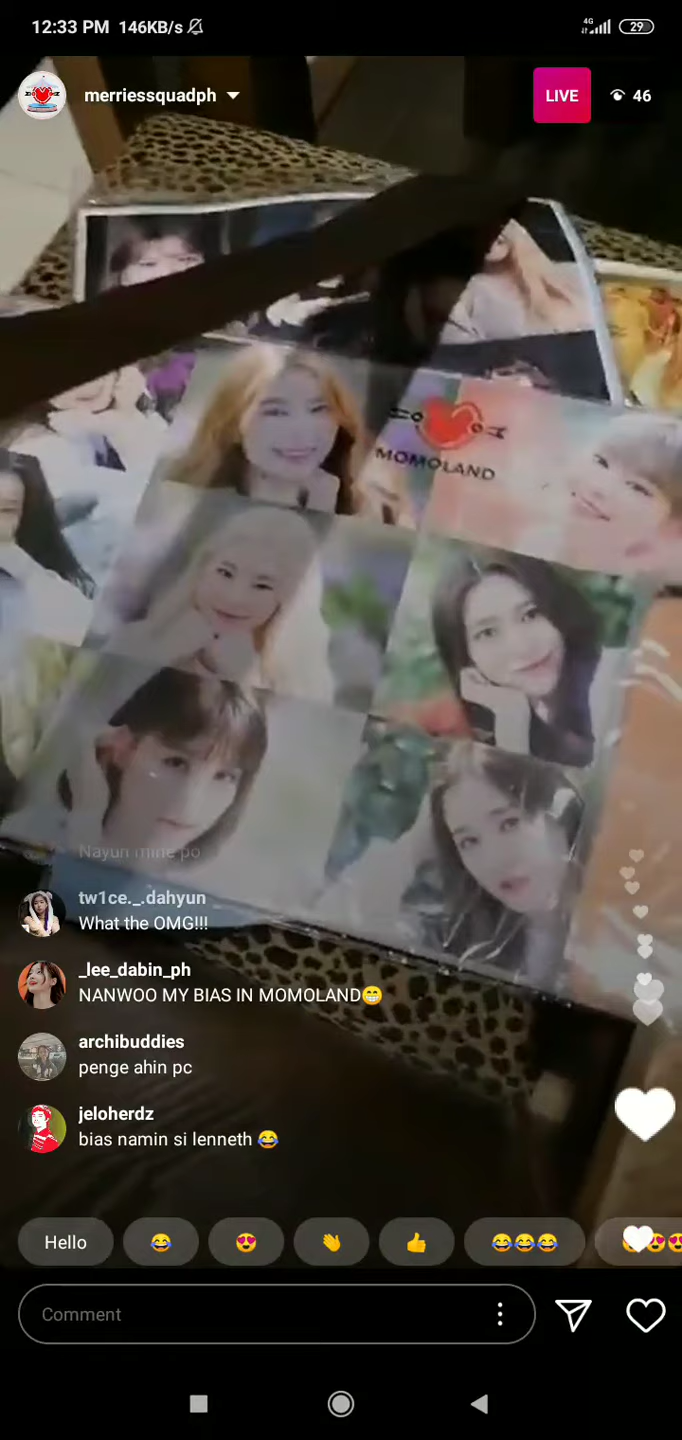 12:33 PM 146KB/s
4G
29
merriessquadph
LIVE
46
MOMOLAND
Nayun mine po
tw1ce._.dahyun
What the OMG!!!
_lee_dabin_ph
NANWOO MY BIAS IN MOMOLAND😁
archibuddies
penge ahin pc
jeloherdz
bias namin si lenneth 😂
Hello
😂
😍
👏
👍
😂😂😂
Comment